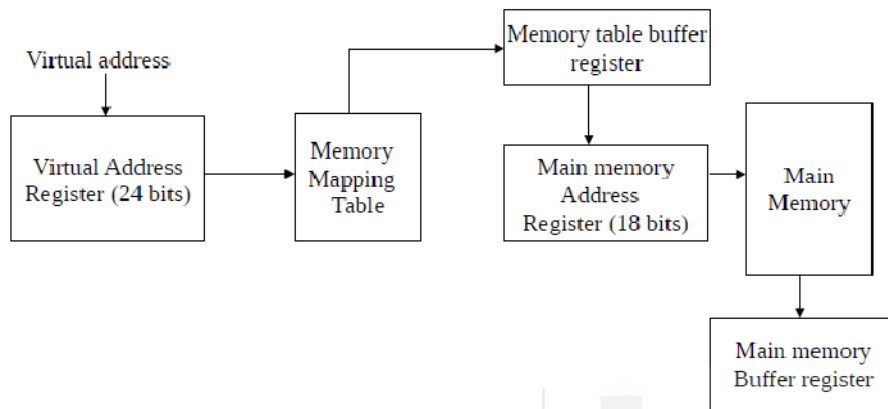 Virtual address
Virtual Address
Register (24 bits)
Memory
Mapping
Table
Memory table buffer
register
Main memory
Address
Register (18 bits)
Main
Memory
Main memory
Buffer register